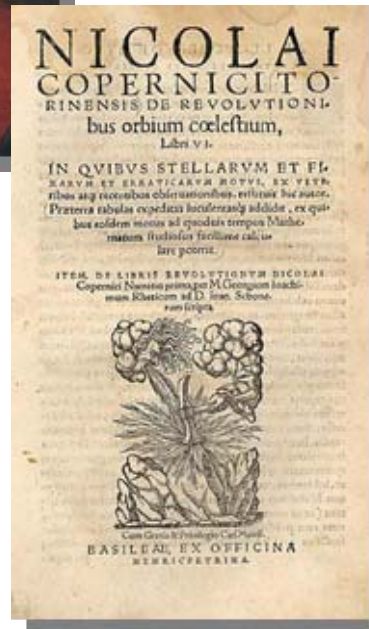 NICOLAI
COPERNICI TO-
RINENSIS DE REVOLVTIONI-
bus orbium cœlestium,
Libri VI.
IN QVIBVS STELLARVM ET FI-
XARVM ET ERRATICARVM MOTVS, EX VETE-
ribus atq; recentibus obseruationibus, restituit hic autor.
Præterea tabulas expeditas luculentasq; addidit, ex qui-
bus eosdem motus ad quoduis tempus Mathe-
matum studiosus facillime calcu-
lare poterit.
ITEM, DE LIBRIS REVOLVTIONVM NICOLAI
Copernici Narratio prima, per M. Georgium Ioachi-
mum Rheticum ad D. Ioan. Schone-
rum scripta.
Cum Gratia & Priuilegio Cæs. Maiest.
BASILEAE, EX OFFICINA
HENRICPETRINA.